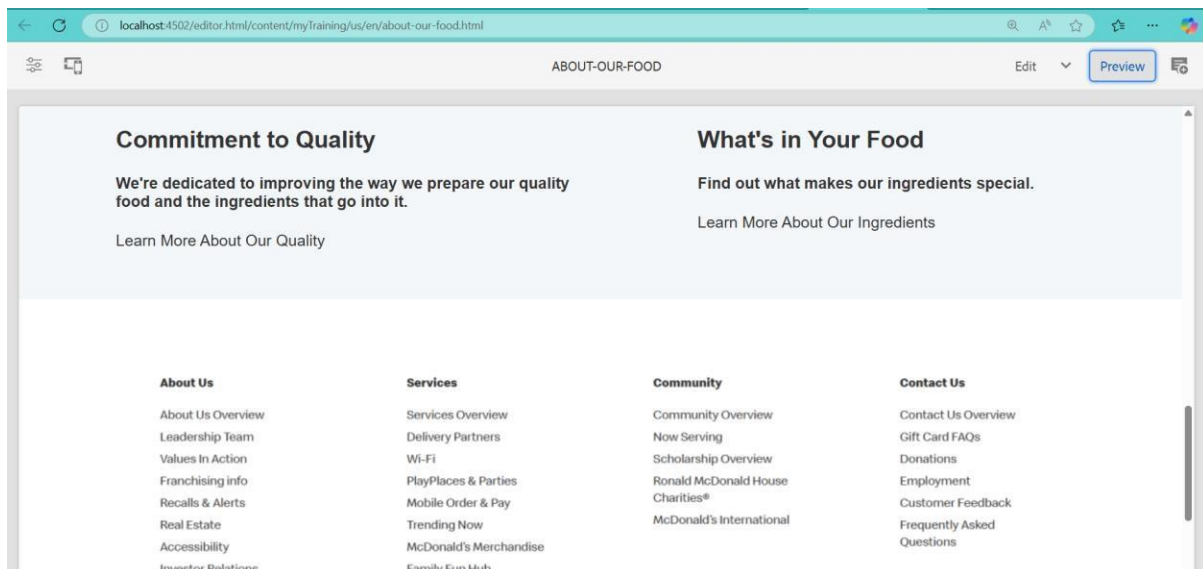 localhost:4502/editor.html/content/myTraining/us/en/about-our-food.html
ABOUT-OUR-FOOD
Edit
Preview
Commitment to Quality
We're dedicated to improving the way we prepare our quality
food and the ingredients that go into it.
Learn More About Our Quality
What's in Your Food
Find out what makes our ingredients special.
Learn More About Our Ingredients
About Us
About Us Overview
Leadership Team
Values In Action
Franchising info
Recalls & Alerts
Real Estate
Accessibility
Investor Relations
Services
Services Overview
Delivery Partners
Wi-Fi
PlayPlaces & Parties
Mobile Order & Pay
Trending Now
McDonald's Merchandise
Family Fun Hub
Community
Community Overview
Now Serving
Scholarship Overview
Ronald McDonald House
Charities®
McDonald's International
Contact Us
Contact Us Overview
Gift Card FAQs
Donations
Employment
Customer Feedback
Frequently Asked
Questions